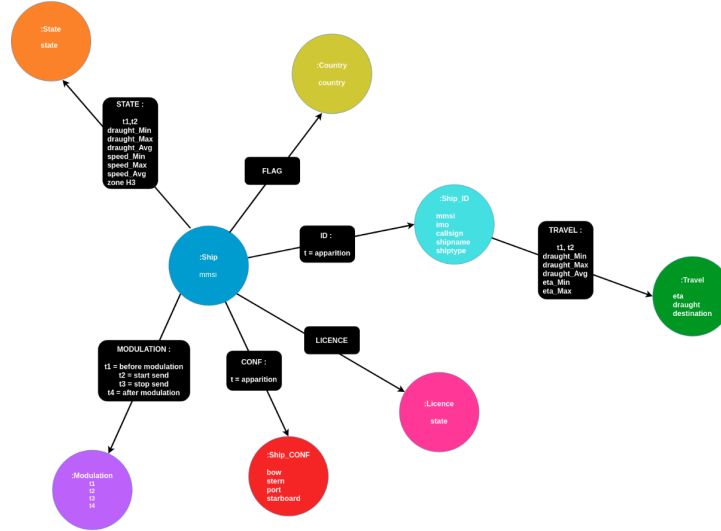 :State
state
:Country
country
STATE :
t1,t2
draught_Min
draught_Max
draught_Avg
speed_Min
speed_Max
speed_Avg
zone H3
FLAG
:Ship_ID
mmsi
imo
callsign
shipname
shiptype
ID :
t = apparition
TRAVEL :
t1, t2
draught_Min
draught_Max
draught_Avg
eta_Min
eta_Max
:Ship
mmsi
:Travel
eta
draught
destination
LICENCE
MODULATION :
t1 = before modulation
t2 = start send
t3 = stop send
t4 = after modulation
CONF :
t = apparition
:Licence
state
:Ship_CONF
bow
stern
port
starboard
:Modulation
t1
t2
t3
t4